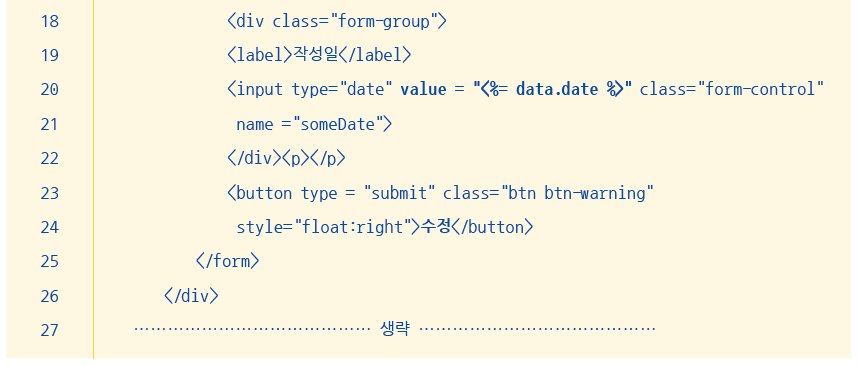 18 <div class="form-group">
19 <label>작성일</label>
20 <input type="date" value = "<%= data.date %>" class="form-control"
21 name ="someDate">
22 </div><p></p>
23 <button type = "submit" class="btn btn-warning"
24 style="float:right">수정</button>
25 </form>
26 </div>
27 ………………………………… 생략 …………………………………